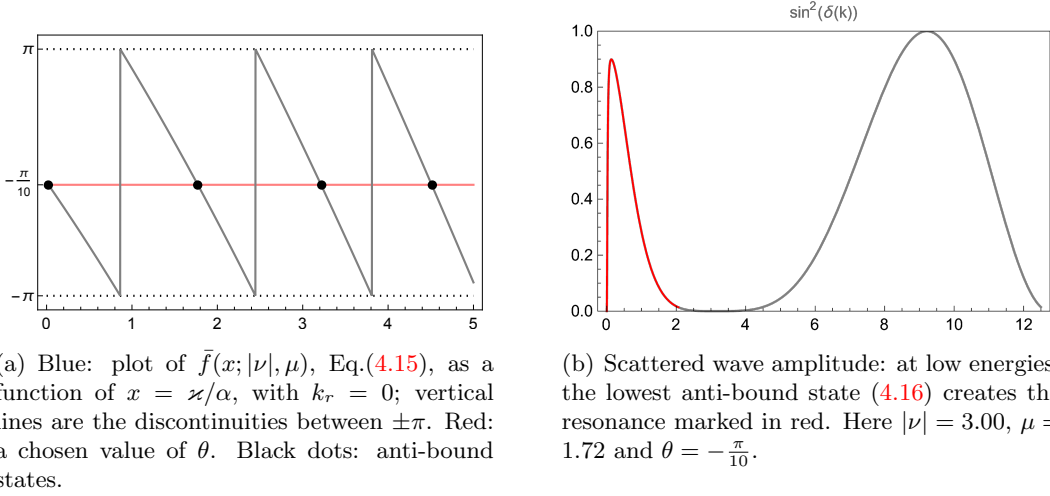 sin²(δ(k))
π
−π/10
−π
0 1 2 3 4 5
1.0
0.8
0.6
0.4
0.2
0.0
0 2 4 6 8 10 12
(a) Blue: plot of f̄(x; |ν|, μ), Eq.(4.15), as a
function of x = ϰ/α, with kᵣ = 0; vertical
lines are the discontinuities between ±π. Red:
a chosen value of θ. Black dots: anti-bound
states.
(b) Scattered wave amplitude: at low energies
the lowest anti-bound state (4.16) creates th
resonance marked in red. Here |ν| = 3.00, μ =
1.72 and θ = −π/10.